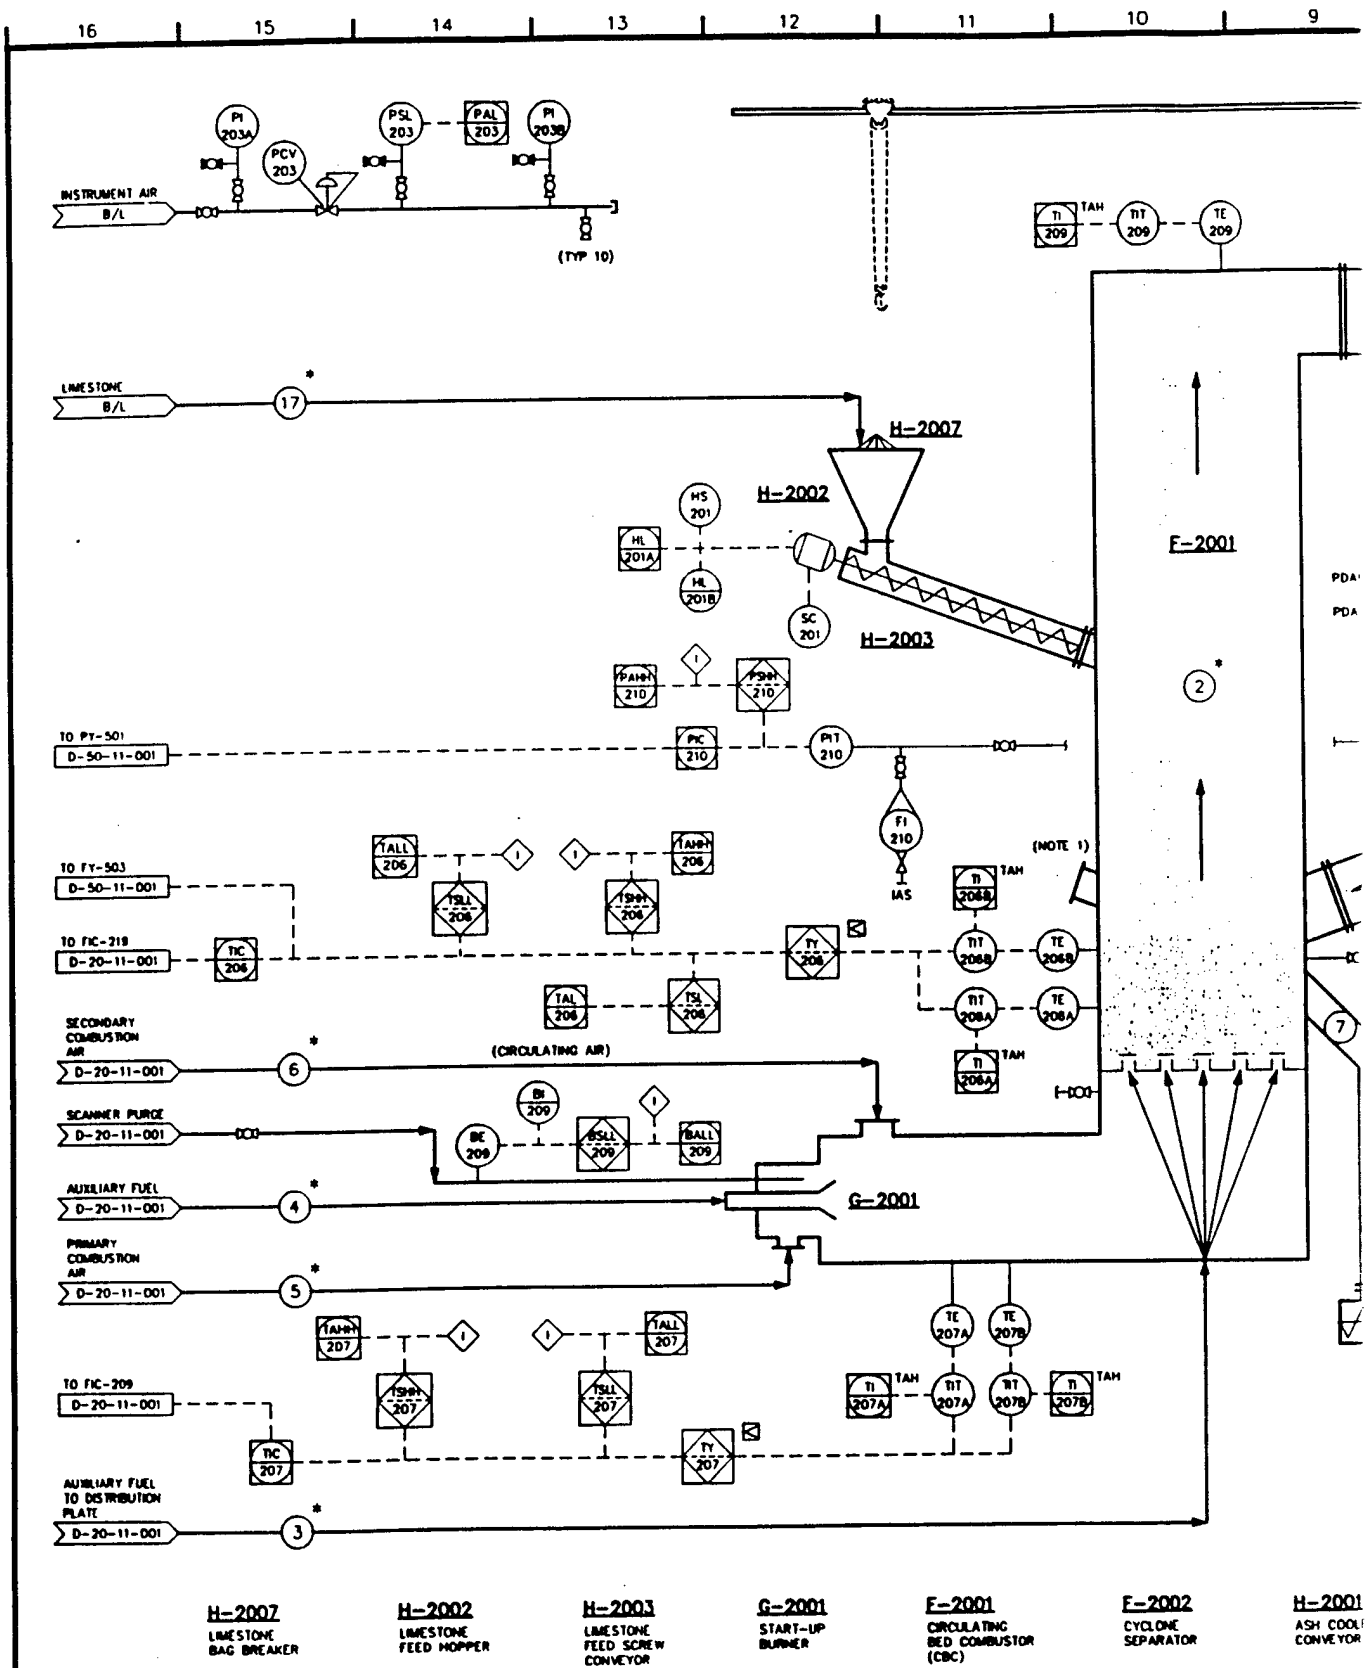 16 15 14 13 12 11 10 9
PI 203A
PSL 203
PAL 203
PI 203B
PCV 203
INSTRUMENT AIR
B/L
(TYP 10)
TI 209
TAH
TIT 209
TE 209
LIMESTONE
B/L
17 *
H-2007
H-2002
HS 201
HL 201A
HL 201B
SC 201
H-2003
F-2001
PDA
PDA
2 *
PAHH 210
1
PSHH 210
TO PY-501
D-50-11-001
PIC 210
PIT 210
FI 210
IAS
(NOTE 1)
TALL 206
1
1
TAHH 206
TO FY-503
D-50-11-001
TSLL 206
TSHH 206
TI 206B
TAH
TO FIC-219
D-20-11-001
TIC 206
TY 206
TIT 206B
TE 206B
TAL 206
TSL 206
TIT 206A
TE 206A
TI 206A
TAH
7
SECONDARY
COMBUSTION
AIR
D-20-11-001
6 *
(CIRCULATING AIR)
SCANNER PURGE
D-20-11-001
BI 209
1
BE 209
BSLL 209
BALL 209
AUXILIARY FUEL
D-20-11-001
4 *
G-2001
PRIMARY
COMBUSTION
AIR
D-20-11-001
5 *
TAHH 207
1
1
TALL 207
TE 207A
TE 207B
TO FIC-209
D-20-11-001
TSHH 207
TSLL 207
TI 207A
TAH
TIT 207A
TIT 207B
TI 207B
TAH
TIC 207
TY 207
AUXILIARY FUEL
TO DISTRIBUTION
PLATE
D-20-11-001
3 *
H-2007
LIMESTONE
BAG BREAKER
H-2002
LIMESTONE
FEED HOPPER
H-2003
LIMESTONE
FEED SCREW
CONVEYOR
G-2001
START-UP
BURNER
F-2001
CIRCULATING
BED COMBUSTOR
(CBC)
F-2002
CYCLONE
SEPARATOR
H-2001
ASH COOL
CONVEYOR